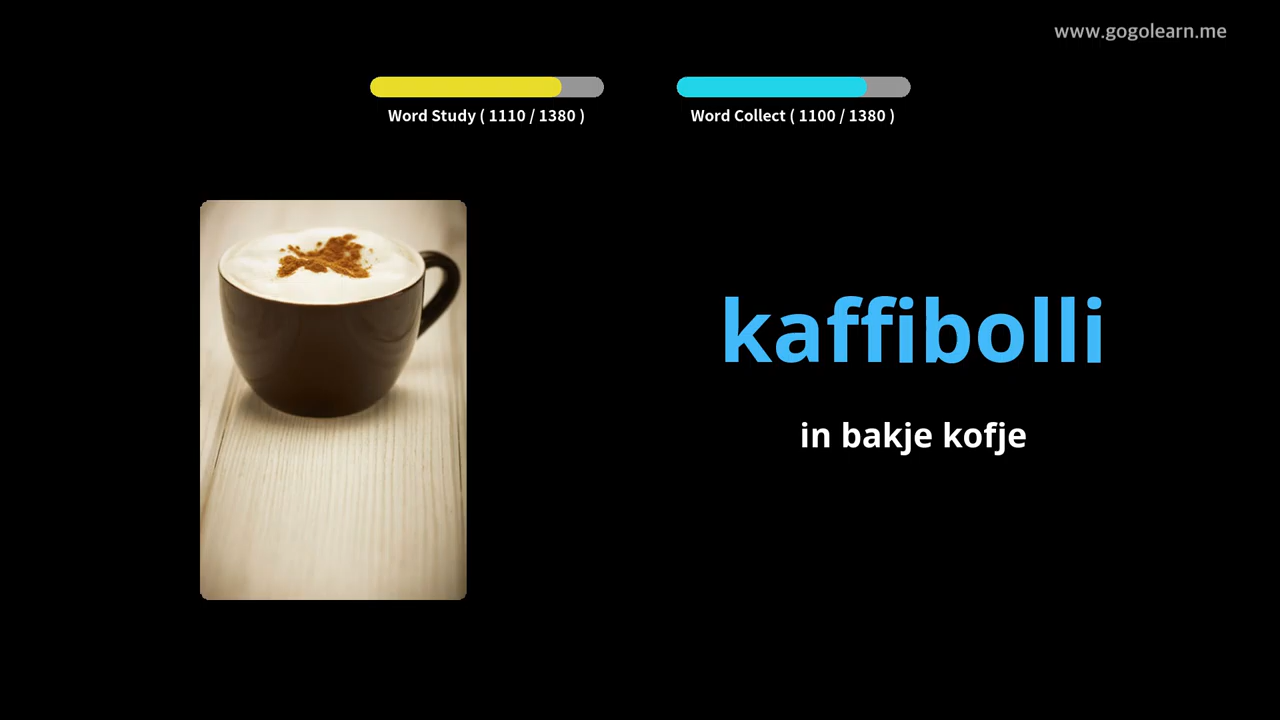 www.gogolearn.me
Word Study ( 1110 / 1380 )
Word Collect ( 1100 / 1380 )
kaffibolli
in bakje kofje